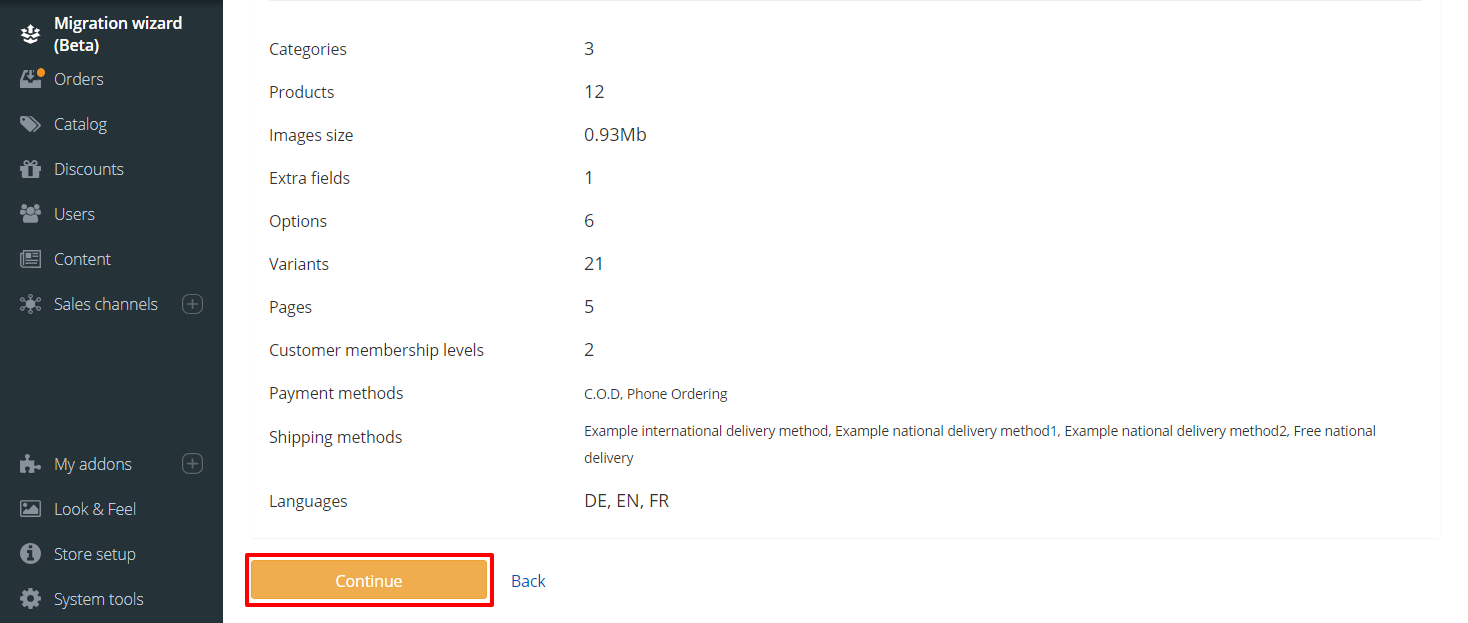 Migration wizard
(Beta)
Orders
Catalog
Discounts
Users
Content
Sales channels
My addons
Look & Feel
Store setup
System tools
Categories 3
Products 12
Images size 0.93Mb
Extra fields 1
Options 6
Variants 21
Pages 5
Customer membership levels 2
Payment methods C.O.D, Phone Ordering
Shipping methods Example international delivery method, Example national delivery method1, Example national delivery method2, Free national
delivery
Languages DE, EN, FR
Continue Back